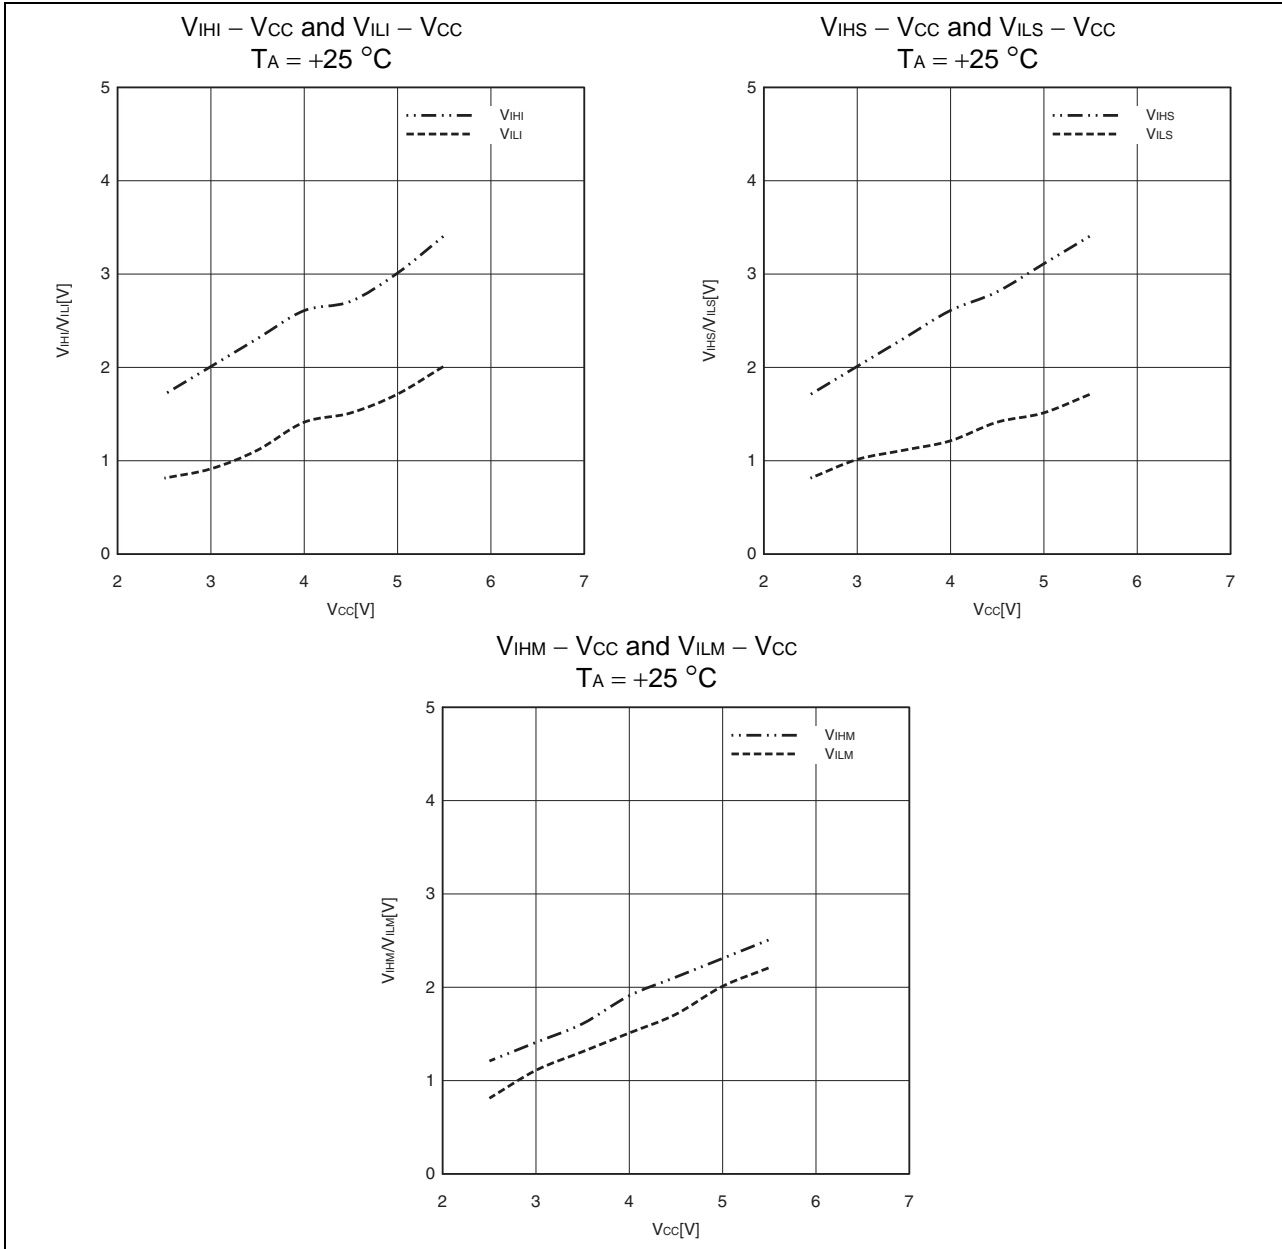 VIHI − VCC and VILI − VCC
TA = +25 °C
5
4
3
2
1
0
VIHI/VILI[V]
VIHI
VILI
2 3 4 5 6 7
VCC[V]
VIHS − VCC and VILS − VCC
TA = +25 °C
5
4
3
2
1
0
VIHS/VILS[V]
VIHS
VILS
2 3 4 5 6 7
VCC[V]
VIHM − VCC and VILM − VCC
TA = +25 °C
5
4
3
2
1
0
VIHM/VILM[V]
VIHM
VILM
2 3 4 5 6 7
VCC[V]